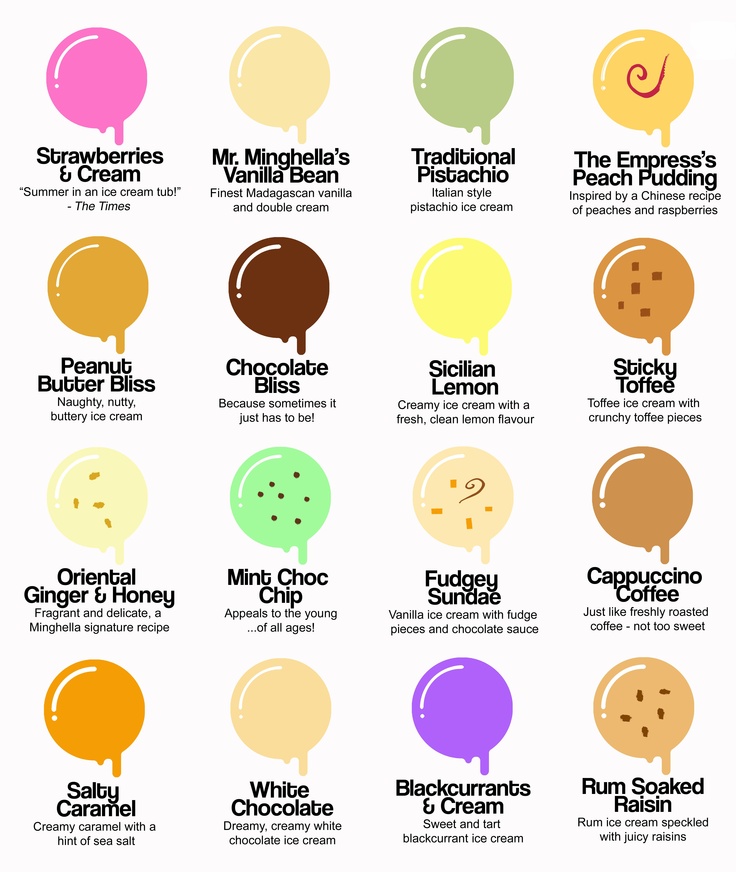 Strawberries
& Cream
“Summer in an ice cream tub!”
- The Times
Mr. Minghella’s
Vanilla Bean
Finest Madagascan vanilla
and double cream
Traditional
Pistachio
Italian style
pistachio ice cream
The Empress’s
Peach Pudding
Inspired by a Chinese recipe
of peaches and raspberries
Peanut
Butter Bliss
Naughty, nutty,
buttery ice cream
Chocolate
Bliss
Because sometimes it
just has to be!
Sicilian
Lemon
Creamy ice cream with a
fresh, clean lemon flavour
Sticky
Toffee
Toffee ice cream with
crunchy toffee pieces
Oriental
Ginger & Honey
Fragrant and delicate, a
Minghella signature recipe
Mint Choc
Chip
Appeals to the young
...of all ages!
Fudgey
Sundae
Vanilla ice cream with fudge
pieces and chocolate sauce
Cappuccino
Coffee
Just like freshly roasted
coffee - not too sweet
Salty
Caramel
Creamy caramel with a
hint of sea salt
White
Chocolate
Dreamy, creamy white
chocolate ice cream
Blackcurrants
& Cream
Sweet and tart
blackcurrant ice cream
Rum Soaked
Raisin
Rum ice cream speckled
with juicy raisins